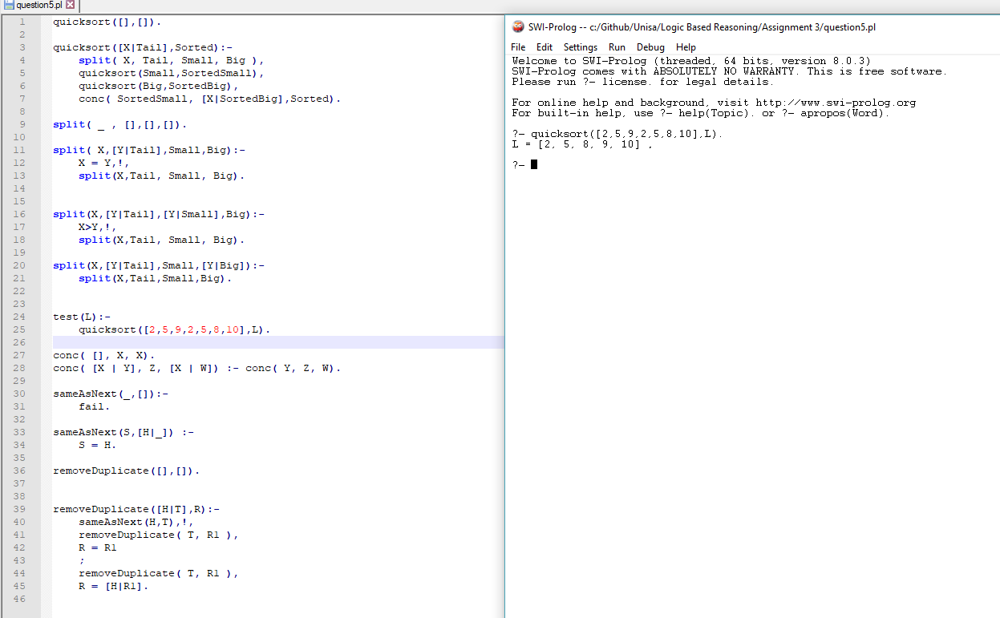 question5.pl
1 quicksort([],[]).
2
3 quicksort([X|Tail],Sorted):-
4 split( X, Tail, Small, Big ),
5 quicksort(Small,SortedSmall),
6 quicksort(Big,SortedBig),
7 conc( SortedSmall, [X|SortedBig],Sorted).
8
9 split( _ , [],[],[]).
10
11 split( X,[Y|Tail],Small,Big):-
12 X = Y,!,
13 split(X,Tail, Small, Big).
14
15
16 split(X,[Y|Tail],[Y|Small],Big):-
17 X>Y,!,
18 split(X,Tail, Small, Big).
19
20 split(X,[Y|Tail],Small,[Y|Big]):-
21 split(X,Tail,Small,Big).
22
23
24 test(L):-
25 quicksort([2,5,9,2,5,8,10],L).
26
27 conc( [], X, X).
28 conc( [X | Y], Z, [X | W]) :- conc( Y, Z, W).
29
30 sameAsNext(_,[]):-
31 fail.
32
33 sameAsNext(S,[H|_]) :-
34 S = H.
35
36 removeDuplicate([],[]).
37
38
39 removeDuplicate([H|T],R):-
40 sameAsNext(H,T),!,
41 removeDuplicate( T, R1 ),
42 R = R1
43 ;
44 removeDuplicate( T, R1 ),
45 R = [H|R1].
46
SWI-Prolog -- c:/Github/Unisa/Logic Based Reasoning/Assignment 3/question5.pl
File Edit Settings Run Debug Help
Welcome to SWI-Prolog (threaded, 64 bits, version 8.0.3)
SWI-Prolog comes with ABSOLUTELY NO WARRANTY. This is free software.
Please run ?- license. for legal details.
For online help and background, visit http://www.swi-prolog.org
For built-in help, use ?- help(Topic). or ?- apropos(Word).
?- quicksort([2,5,9,2,5,8,10],L).
L = [2, 5, 8, 9, 10] .
?-